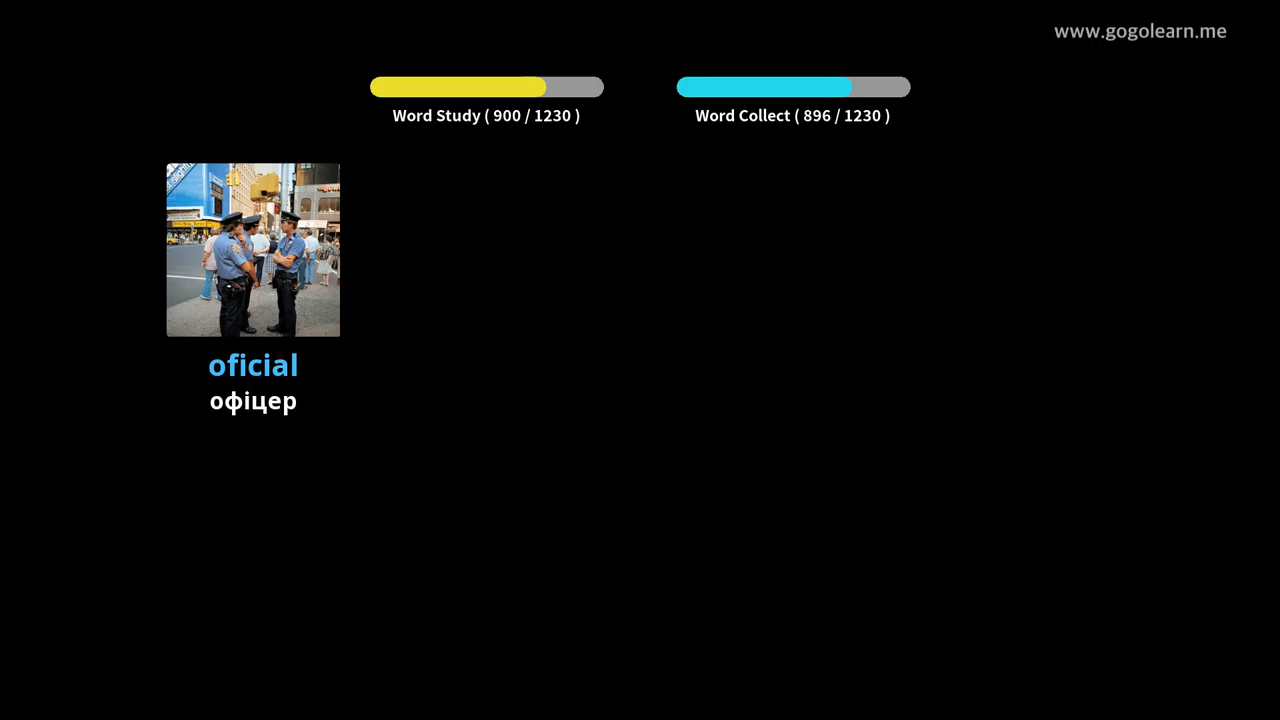 www.gogolearn.me
Word Study ( 900 / 1230 )
Word Collect ( 896 / 1230 )
oficial
офіцер